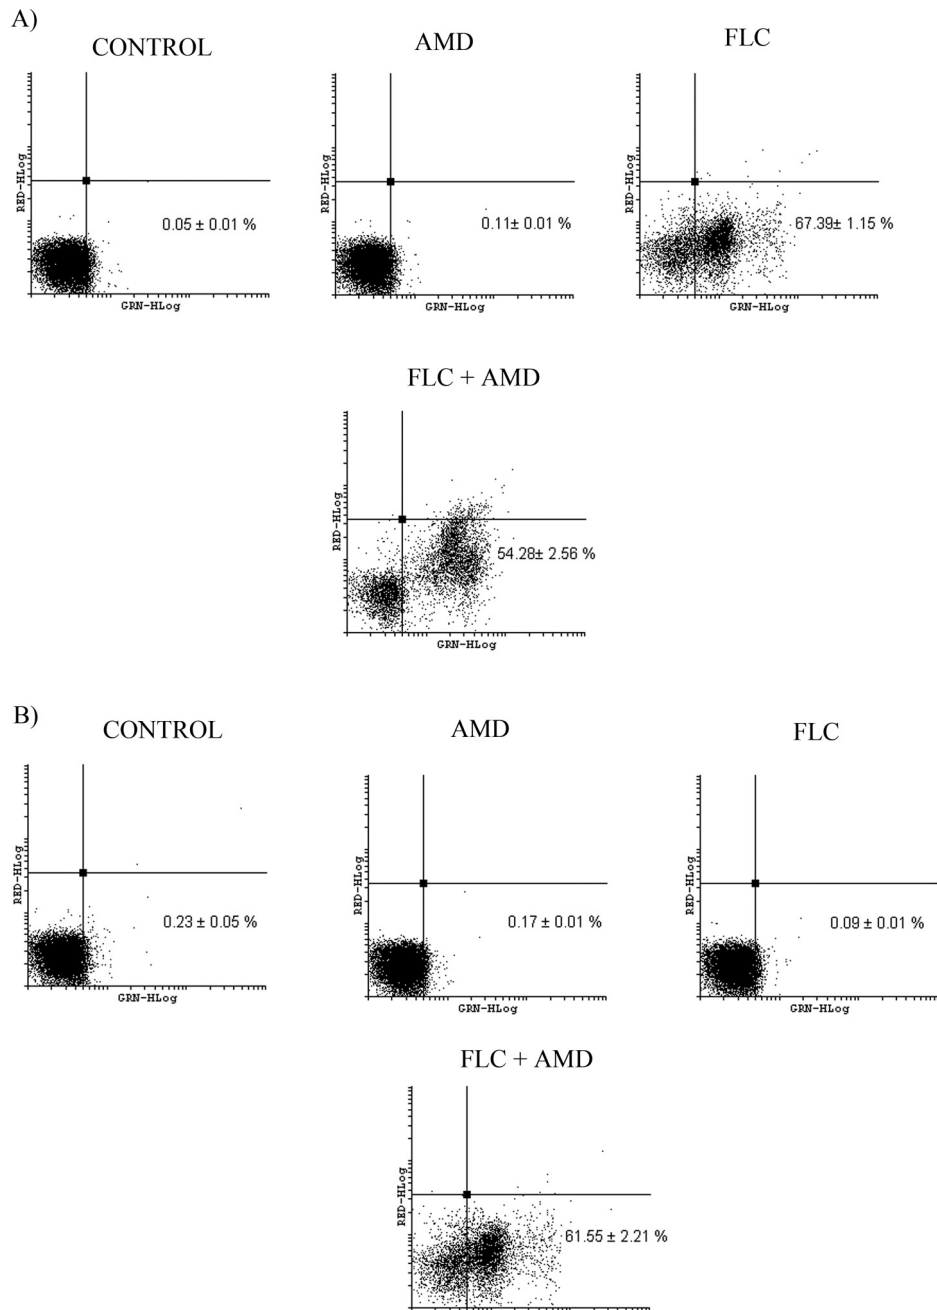 A)
CONTROL
AMD
FLC
RED-HLog
0.05 ± 0.01 %
GRN-HLog
RED-HLog
0.11± 0.01 %
GRN-HLog
RED-HLog
67.39± 1.15 %
GRN-HLog
FLC + AMD
RED-HLog
54.28± 2.56 %
GRN-HLog
B)
CONTROL
AMD
FLC
RED-HLog
0.23 ± 0.05 %
GRN-HLog
RED-HLog
0.17 ± 0.01 %
GRN-HLog
RED-HLog
0.09 ± 0.01 %
GRN-HLog
FLC + AMD
RED-HLog
61.55 ± 2.21 %